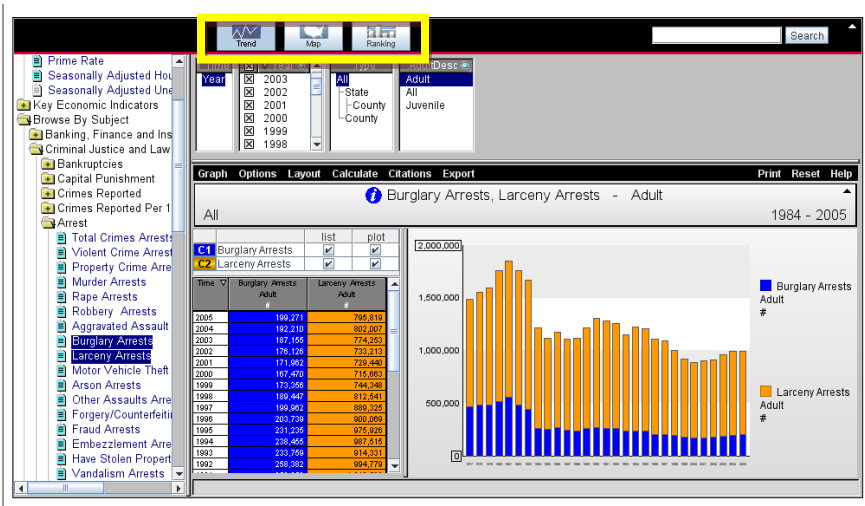 Trend Map Ranking
Search
Prime Rate
Seasonally Adjusted Hou
Seasonally Adjusted Une
Key Economic Indicators
Browse By Subject
Banking, Finance and Ins
Criminal Justice and Law
Bankruptcies
Capital Punishment
Crimes Reported
Crimes Reported Per 1
Arrest
Total Crimes Arrests
Violent Crime Arrest
Property Crime Arre
Murder Arrests
Rape Arrests
Robbery Arrests
Aggravated Assault
Burglary Arrests
Larceny Arrests
Motor Vehicle Theft
Arson Arrests
Other Assaults Arre
Forgery/Counterfeitin
Fraud Arrests
Embezzlement Arre
Have Stolen Propert
Vandalism Arrests
Time Year Type
Year 2003 All Adult
2002 State All
2001 County Juvenile
2000 County
1999
1998
Graph Options Layout Calculate Citations Export Print Reset Help
Burglary Arrests, Larceny Arrests - Adult
All 1984 - 2005
list plot
C1 Burglary Arrests
C2 Larceny Arrests
Time Burglary Arrests Larceny Arrests
Adult Adult
# #
2005 199,271 795,819
2004 192,210 802,007
2003 187,155 774,253
2002 176,126 733,213
2001 171,962 729,440
2000 167,470 715,663
1999 173,356 744,348
1998 189,447 812,541
1997 199,962 889,325
1996 203,739 900,069
1995 231,235 975,926
1994 238,455 987,515
1993 233,759 914,331
1992 258,382 994,779
2,000,000
1,500,000
1,000,000
500,000
0
Burglary Arrests
Adult
#
Larceny Arrests
Adult
#